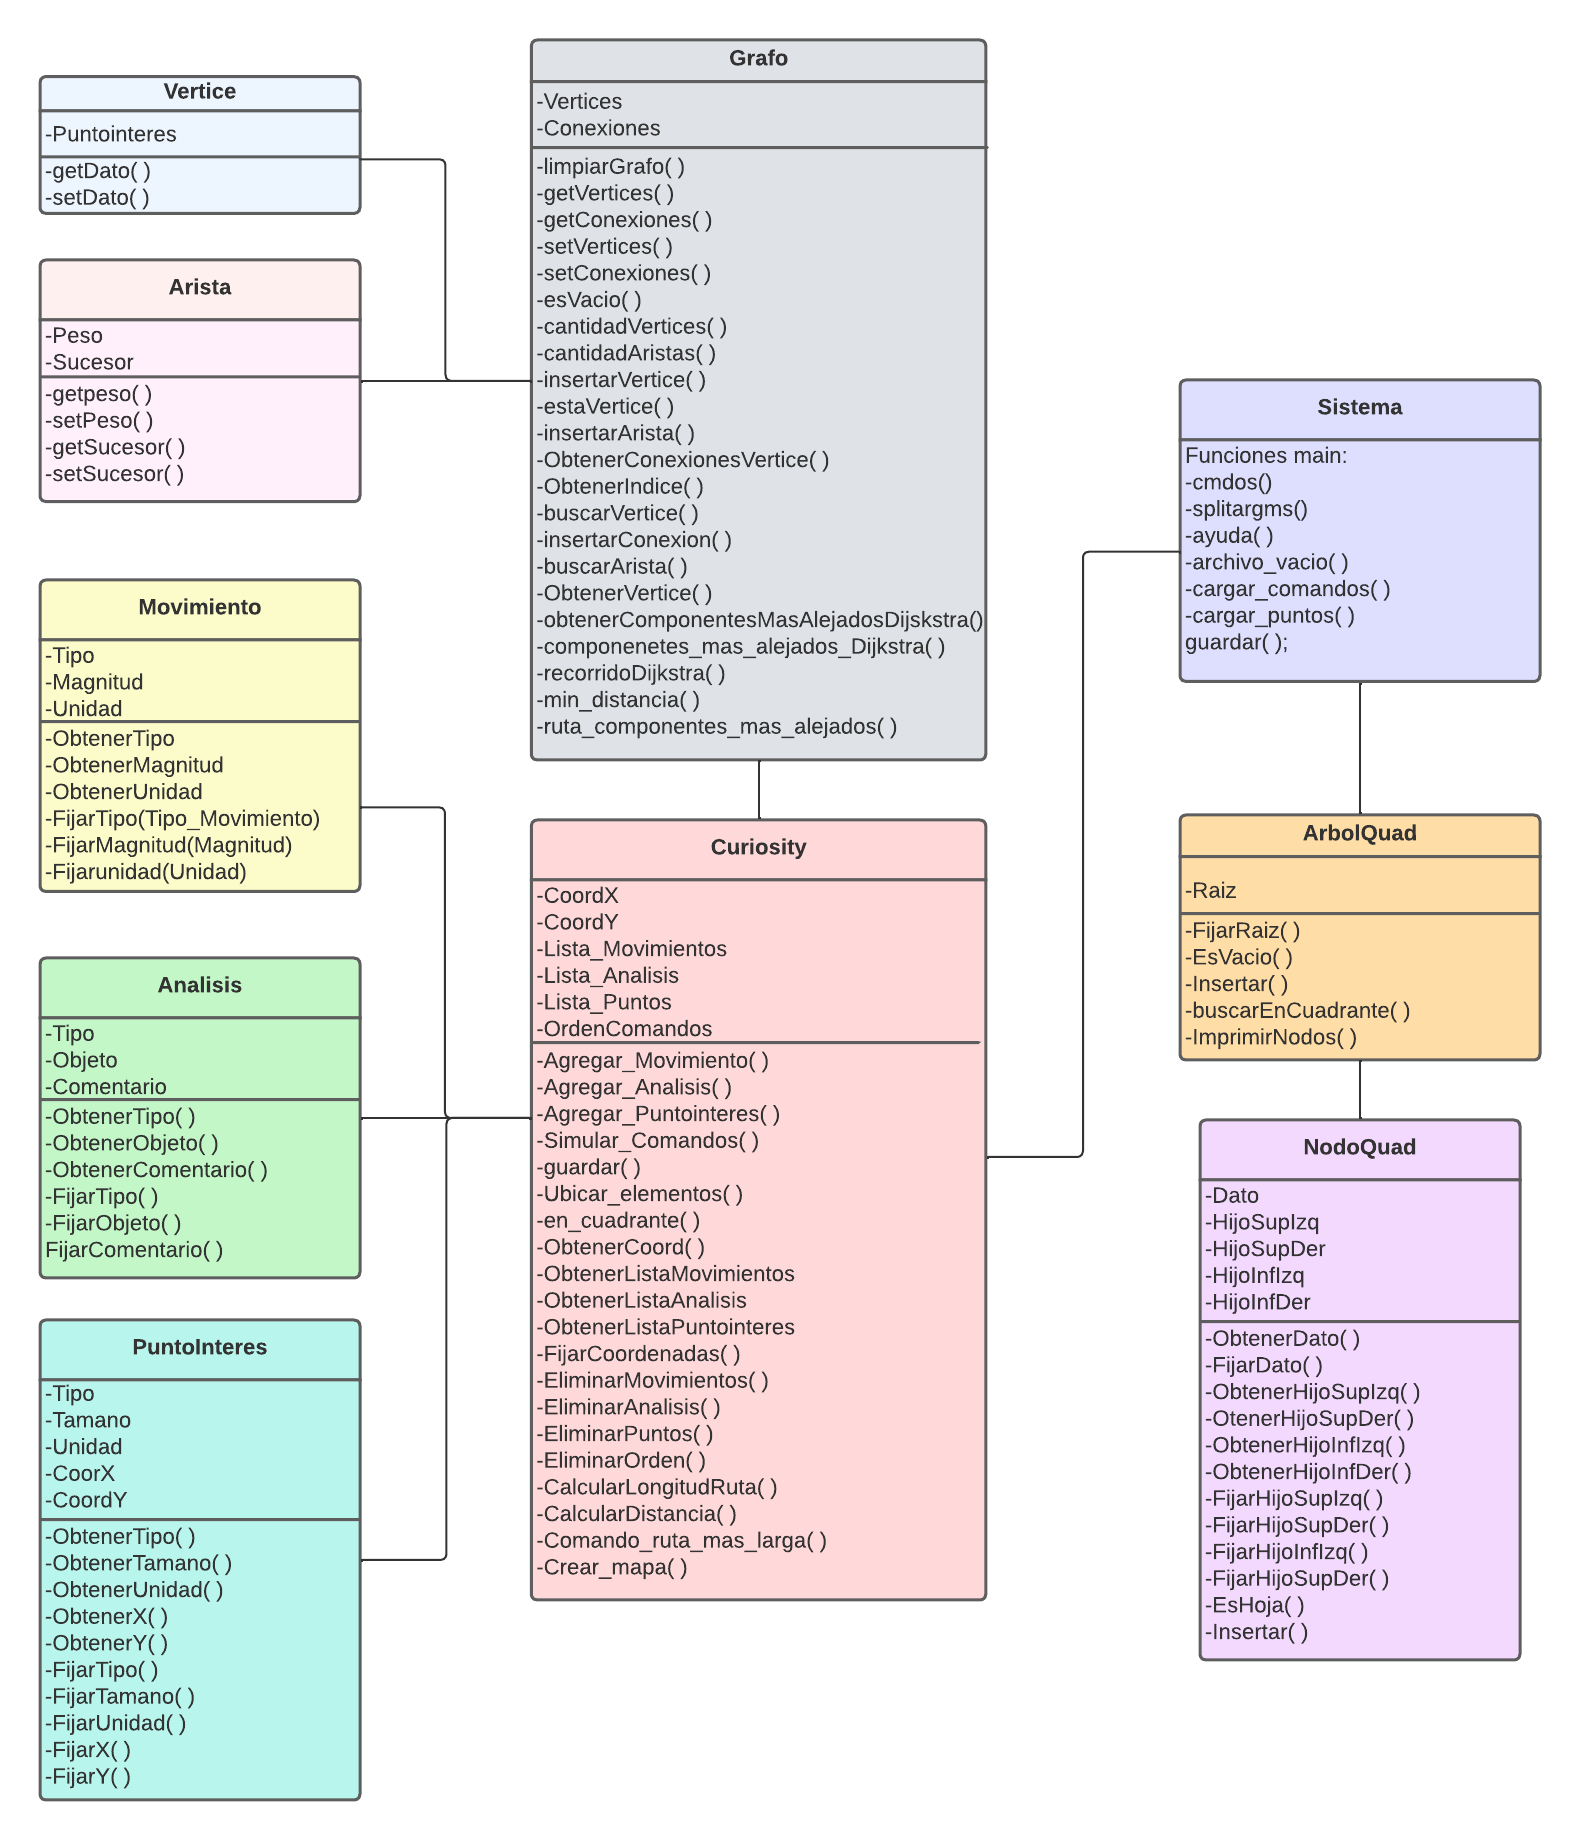 Vertice
-Puntointeres
-getDato( )
-setDato( )
Arista
-Peso
-Sucesor
-getpeso( )
-setPeso( )
-getSucesor( )
-setSucesor( )
Movimiento
-Tipo
-Magnitud
-Unidad
-ObtenerTipo
-ObtenerMagnitud
-ObtenerUnidad
-FijarTipo(Tipo_Movimiento)
-FijarMagnitud(Magnitud)
-Fijarunidad(Unidad)
Analisis
-Tipo
-Objeto
-Comentario
-ObtenerTipo( )
-ObtenerObjeto( )
-ObtenerComentario( )
-FijarTipo( )
-FijarObjeto( )
FijarComentario( )
PuntoInteres
-Tipo
-Tamano
-Unidad
-CoorX
-CoordY
-ObtenerTipo( )
-ObtenerTamano( )
-ObtenerUnidad( )
-ObtenerX( )
-ObtenerY( )
-FijarTipo( )
-FijarTamano( )
-FijarUnidad( )
-FijarX( )
-FijarY( )
Grafo
-Vertices
-Conexiones
-limpiarGrafo( )
-getVertices( )
-getConexiones( )
-setVertices( )
-setConexiones( )
-esVacio( )
-cantidadVertices( )
-cantidadAristas( )
-insertarVertice( )
-estaVertice( )
-insertarArista( )
-ObtenerConexionesVertice( )
-ObtenerIndice( )
-buscarVertice( )
-insertarConexion( )
-buscarArista( )
-ObtenerVertice( )
-obtenerComponentesMasAlejadosDijskstra()
-componenetes_mas_alejados_Dijkstra( )
-recorridoDijkstra( )
-min_distancia( )
-ruta_componentes_mas_alejados( )
Curiosity
-CoordX
-CoordY
-Lista_Movimientos
-Lista_Analisis
-Lista_Puntos
-OrdenComandos
-Agregar_Movimiento( )
-Agregar_Analisis( )
-Agregar_Puntointeres( )
-Simular_Comandos( )
-guardar( )
-Ubicar_elementos( )
-en_cuadrante( )
-ObtenerCoord( )
-ObtenerListaMovimientos
-ObtenerListaAnalisis
-ObtenerListaPuntointeres
-FijarCoordenadas( )
-EliminarMovimientos( )
-EliminarAnalisis( )
-EliminarPuntos( )
-EliminarOrden( )
-CalcularLongitudRuta( )
-CalcularDistancia( )
-Comando_ruta_mas_larga( )
-Crear_mapa( )
Sistema
Funciones main:
-cmdos()
-splitargms()
-ayuda( )
-archivo_vacio( )
-cargar_comandos( )
-cargar_puntos( )
guardar( );
ArbolQuad
-Raiz
-FijarRaiz( )
-EsVacio( )
-Insertar( )
-buscarEnCuadrante( )
-ImprimirNodos( )
NodoQuad
-Dato
-HijoSupIzq
-HijoSupDer
-HijoInfIzq
-HijoInfDer
-ObtenerDato( )
-FijarDato( )
-ObtenerHijoSupIzq( )
-OtenerHijoSupDer( )
-ObtenerHijoInfIzq( )
-ObtenerHijoInfDer( )
-FijarHijoSupIzq( )
-FijarHijoSupDer( )
-FijarHijoInfIzq( )
-FijarHijoSupDer( )
-EsHoja( )
-Insertar( )